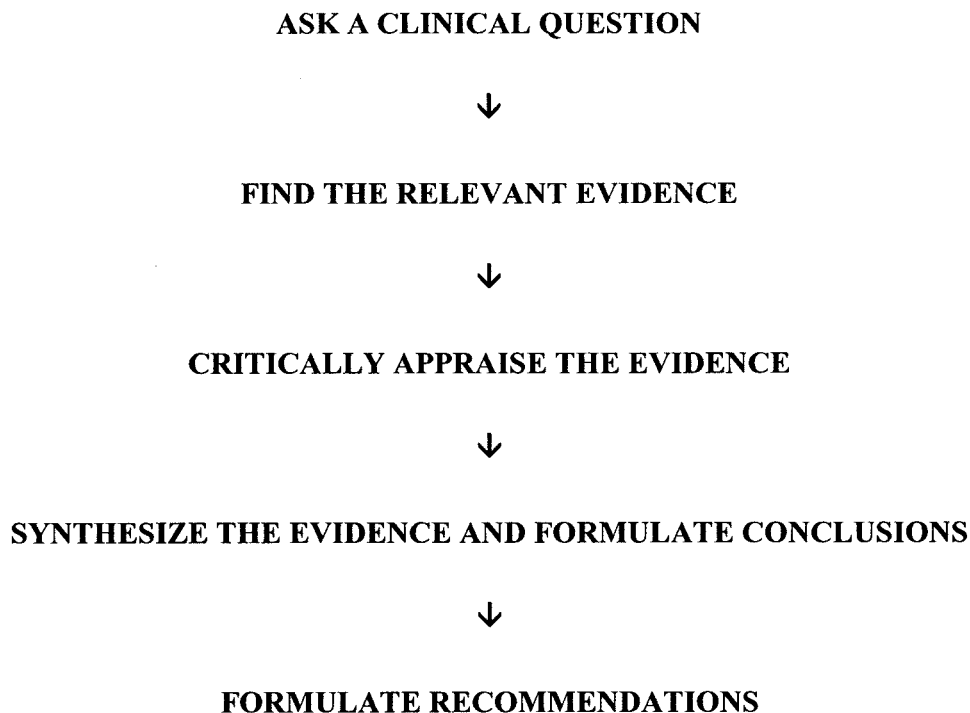 ASK A CLINICAL QUESTION
↓
FIND THE RELEVANT EVIDENCE
↓
CRITICALLY APPRAISE THE EVIDENCE
↓
SYNTHESIZE THE EVIDENCE AND FORMULATE CONCLUSIONS
↓
FORMULATE RECOMMENDATIONS